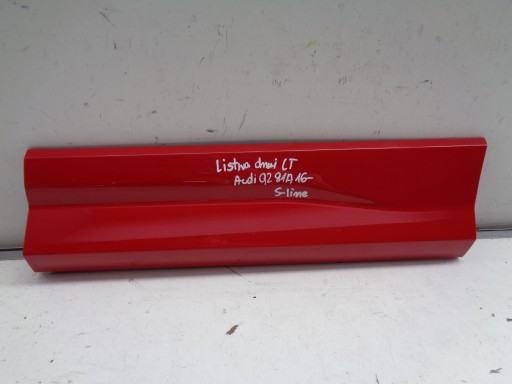 Listwa drzwi LT
Audi Q2 81A 16-
S-line